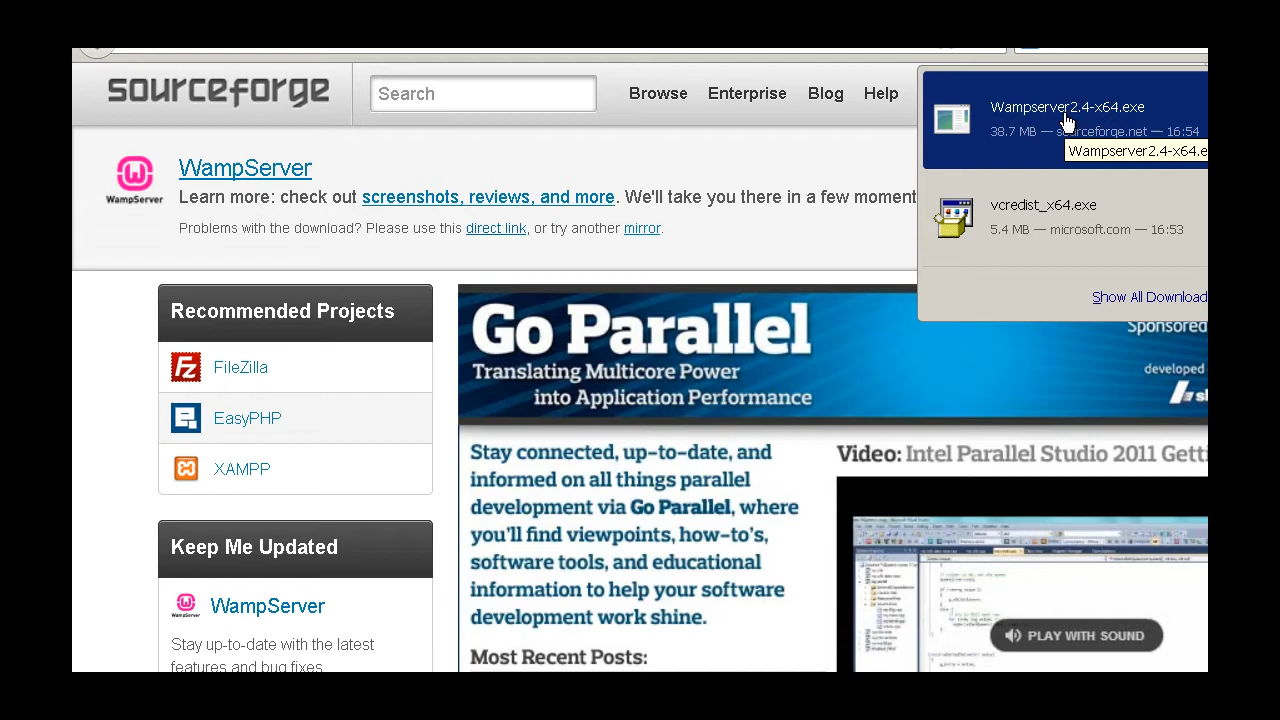 sourceforge
Search
Browse
Enterprise
Blog
Help
Wampserver2.4-x64.exe
38.7 MB — sourceforge.net — 16:54
Wampserver2.4-x64.e
vcredist_x64.exe
5.4 MB — microsoft.com — 16:53
Show All Download
WampServer
WampServer
Learn more: check out screenshots, reviews, and more. We'll take you there in a few moment
Problems with the download? Please use this direct link, or try another mirror.
Recommended Projects
FileZilla
EasyPHP
XAMPP
Keep Me Updated
WampServer
WampServer
Stay up-to-date with the latest
Go Parallel
Translating Multicore Power
into Application Performance
Sponsored
developed
Stay connected, up-to-date, and
informed on all things parallel
development via Go Parallel, where
you'll find viewpoints, how-to's,
software tools, and educational
information to help your software
development work shine.
Most Recent Posts:
Video: Intel Parallel Studio 2011 Getti
PLAY WITH SOUND